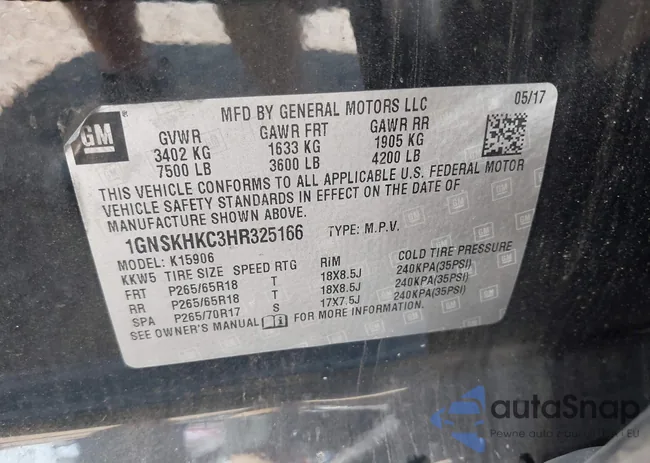 MFD BY GENERAL MOTORS LLC 05/17
GM
GVWR GAWR FRT GAWR RR
3402 KG 1633 KG 1905 KG
7500 LB 3600 LB 4200 LB
THIS VEHICLE CONFORMS TO ALL APPLICABLE U.S. FEDERAL MOTOR
VEHICLE SAFETY STANDARDS IN EFFECT ON THE DATE OF
MANUFACTURE SHOWN ABOVE.
1GNSKHKC3HR325166 TYPE: M.P.V.
MODEL: K15906
KKW5 TIRE SIZE SPEED RTG RIM COLD TIRE PRESSURE
FRT P265/65R18 T 18X8.5J 240KPA(35PSI)
RR P265/65R18 T 18X8.5J 240KPA(35PSI)
SPA P265/70R17 S 17X7.5J 240KPA(35PSI)
SEE OWNER'S MANUAL FOR MORE INFORMATION.
autaSnap
Pewne auta z
EU